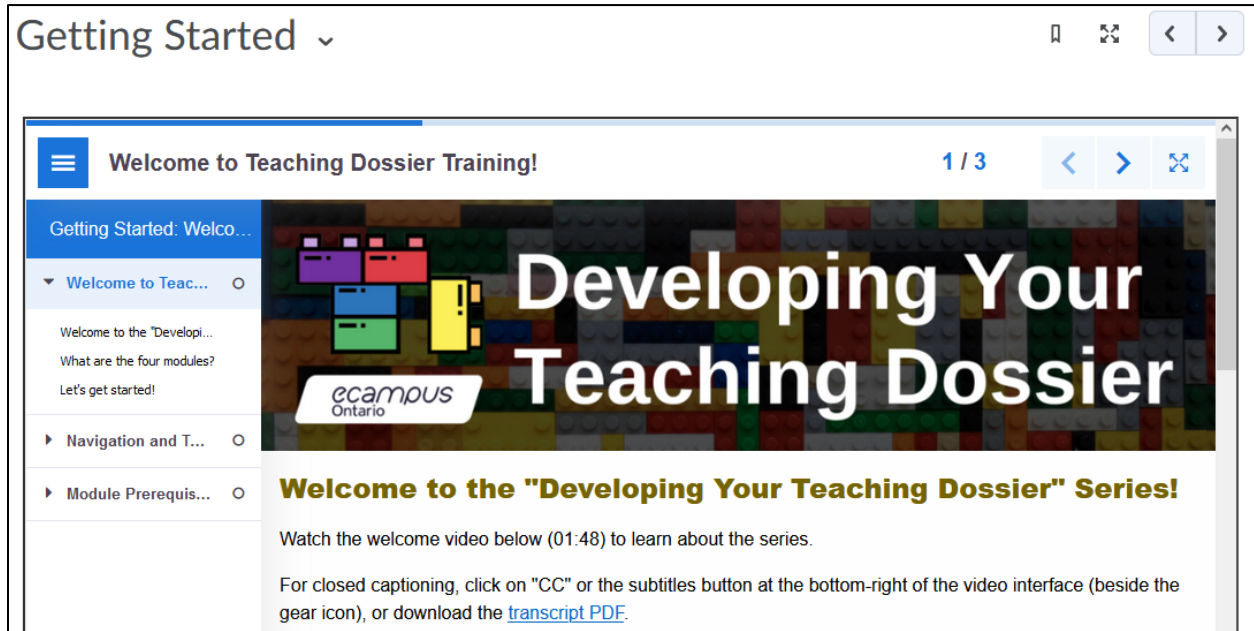 Getting Started
Welcome to Teaching Dossier Training!
1 / 3
Getting Started: Welco...
Welcome to Teac...
Welcome to the "Developi...
What are the four modules?
Let's get started!
Navigation and T...
Module Prerequis...
Developing Your
Teaching Dossier
ecampus
Ontario
Welcome to the "Developing Your Teaching Dossier" Series!
Watch the welcome video below (01:48) to learn about the series.
For closed captioning, click on "CC" or the subtitles button at the bottom-right of the video interface (beside the
gear icon), or download the transcript PDF.